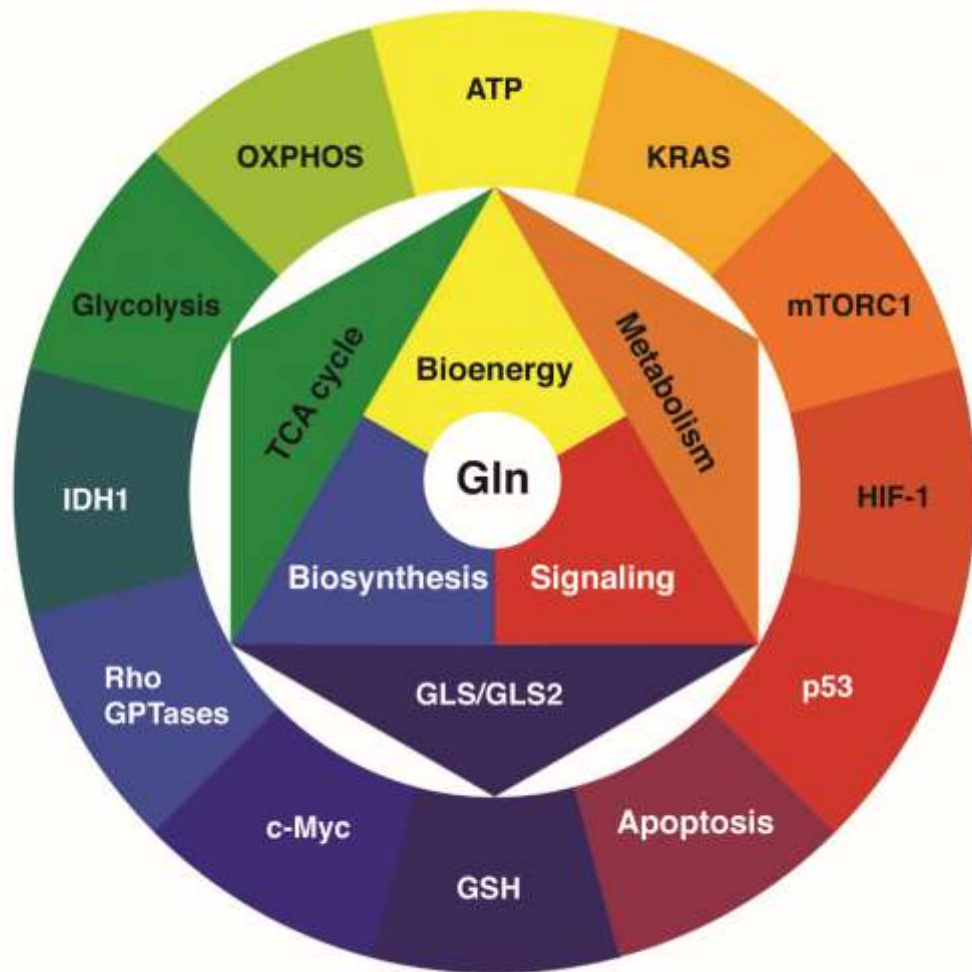 ATP
OXPHOS
KRAS
Glycolysis
mTORC1
TCA cycle
Bioenergy
Metabolism
Gln
IDH1
HIF-1
Biosynthesis
Signaling
Rho
GPTases
GLS/GLS2
p53
c-Myc
Apoptosis
GSH